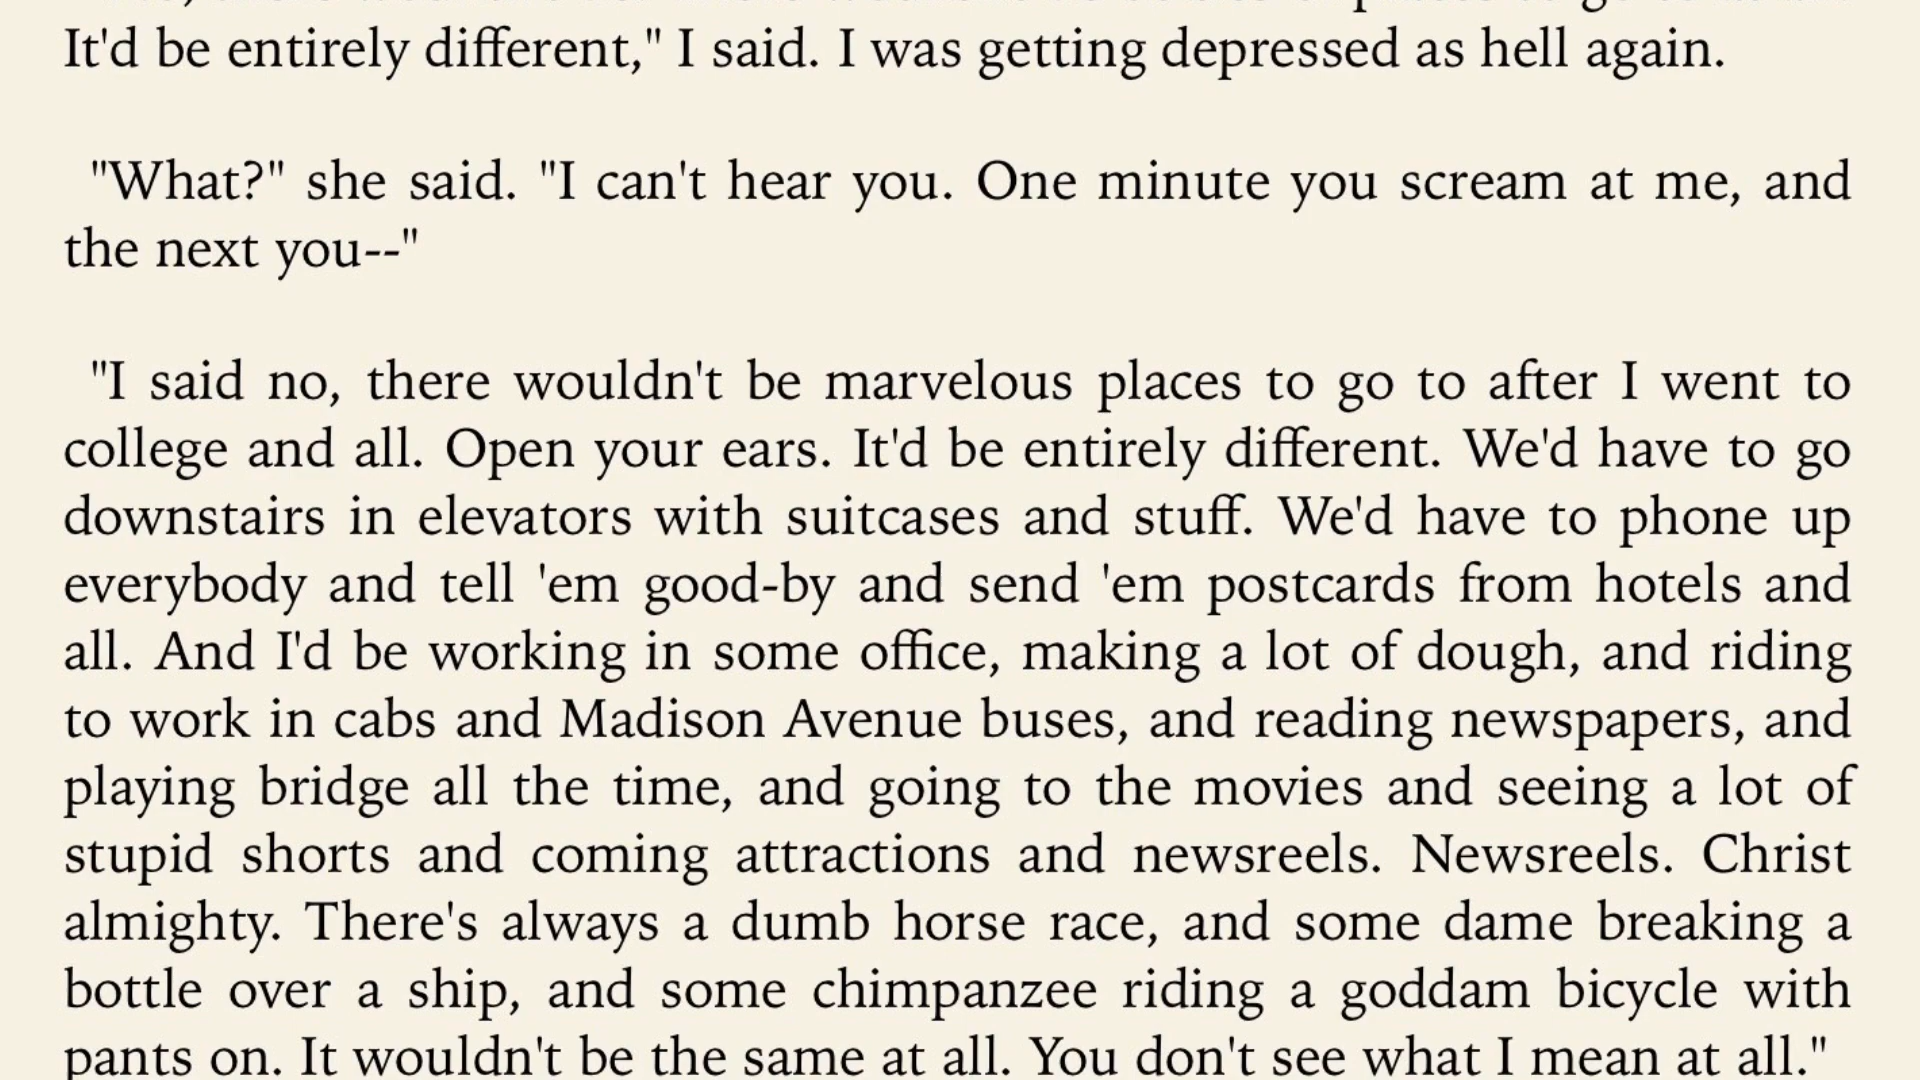 It'd be entirely different," I said. I was getting depressed as hell again.
"What?" she said. "I can't hear you. One minute you scream at me, and
the next you--"
"I said no, there wouldn't be marvelous places to go to after I went to
college and all. Open your ears. It'd be entirely different. We'd have to go
downstairs in elevators with suitcases and stuff. We'd have to phone up
everybody and tell 'em good-by and send 'em postcards from hotels and
all. And I'd be working in some office, making a lot of dough, and riding
to work in cabs and Madison Avenue buses, and reading newspapers, and
playing bridge all the time, and going to the movies and seeing a lot of
stupid shorts and coming attractions and newsreels. Newsreels. Christ
almighty. There's always a dumb horse race, and some dame breaking a
bottle over a ship, and some chimpanzee riding a goddam bicycle with
pants on. It wouldn't be the same at all. You don't see what I mean at all."